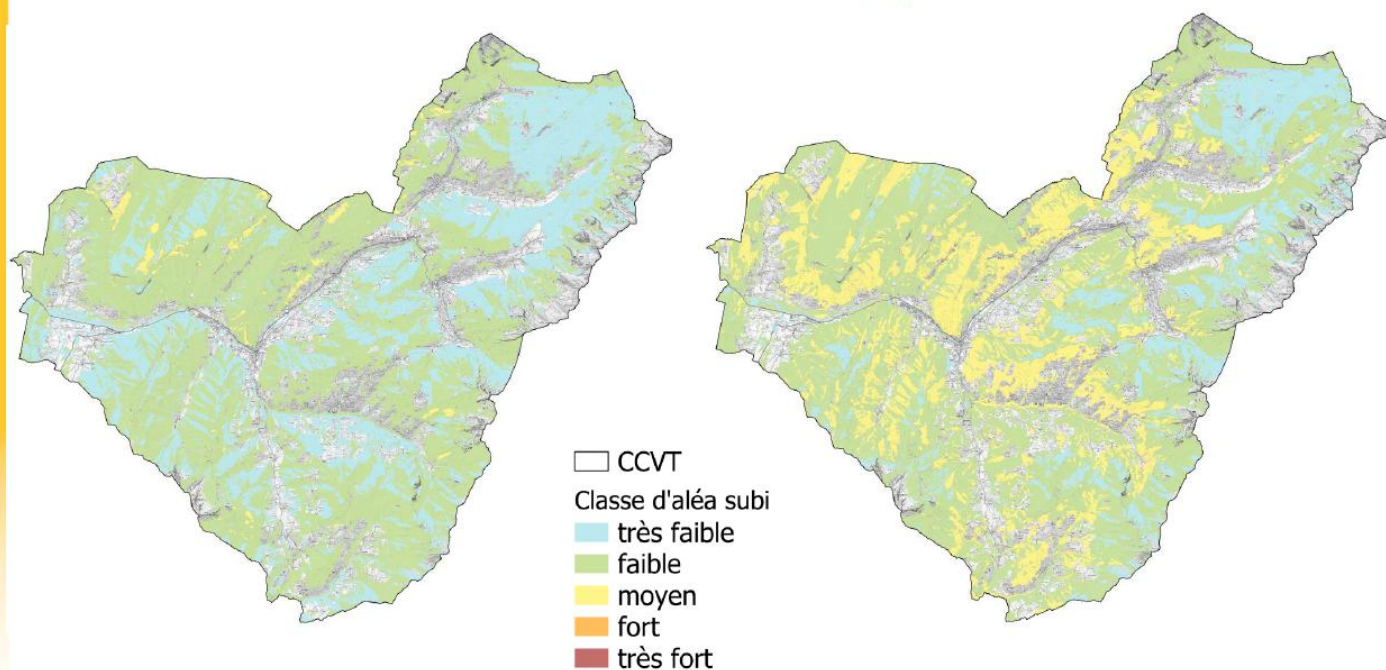 CCVT
Classe d'aléa subi
très faible
faible
moyen
fort
très fort